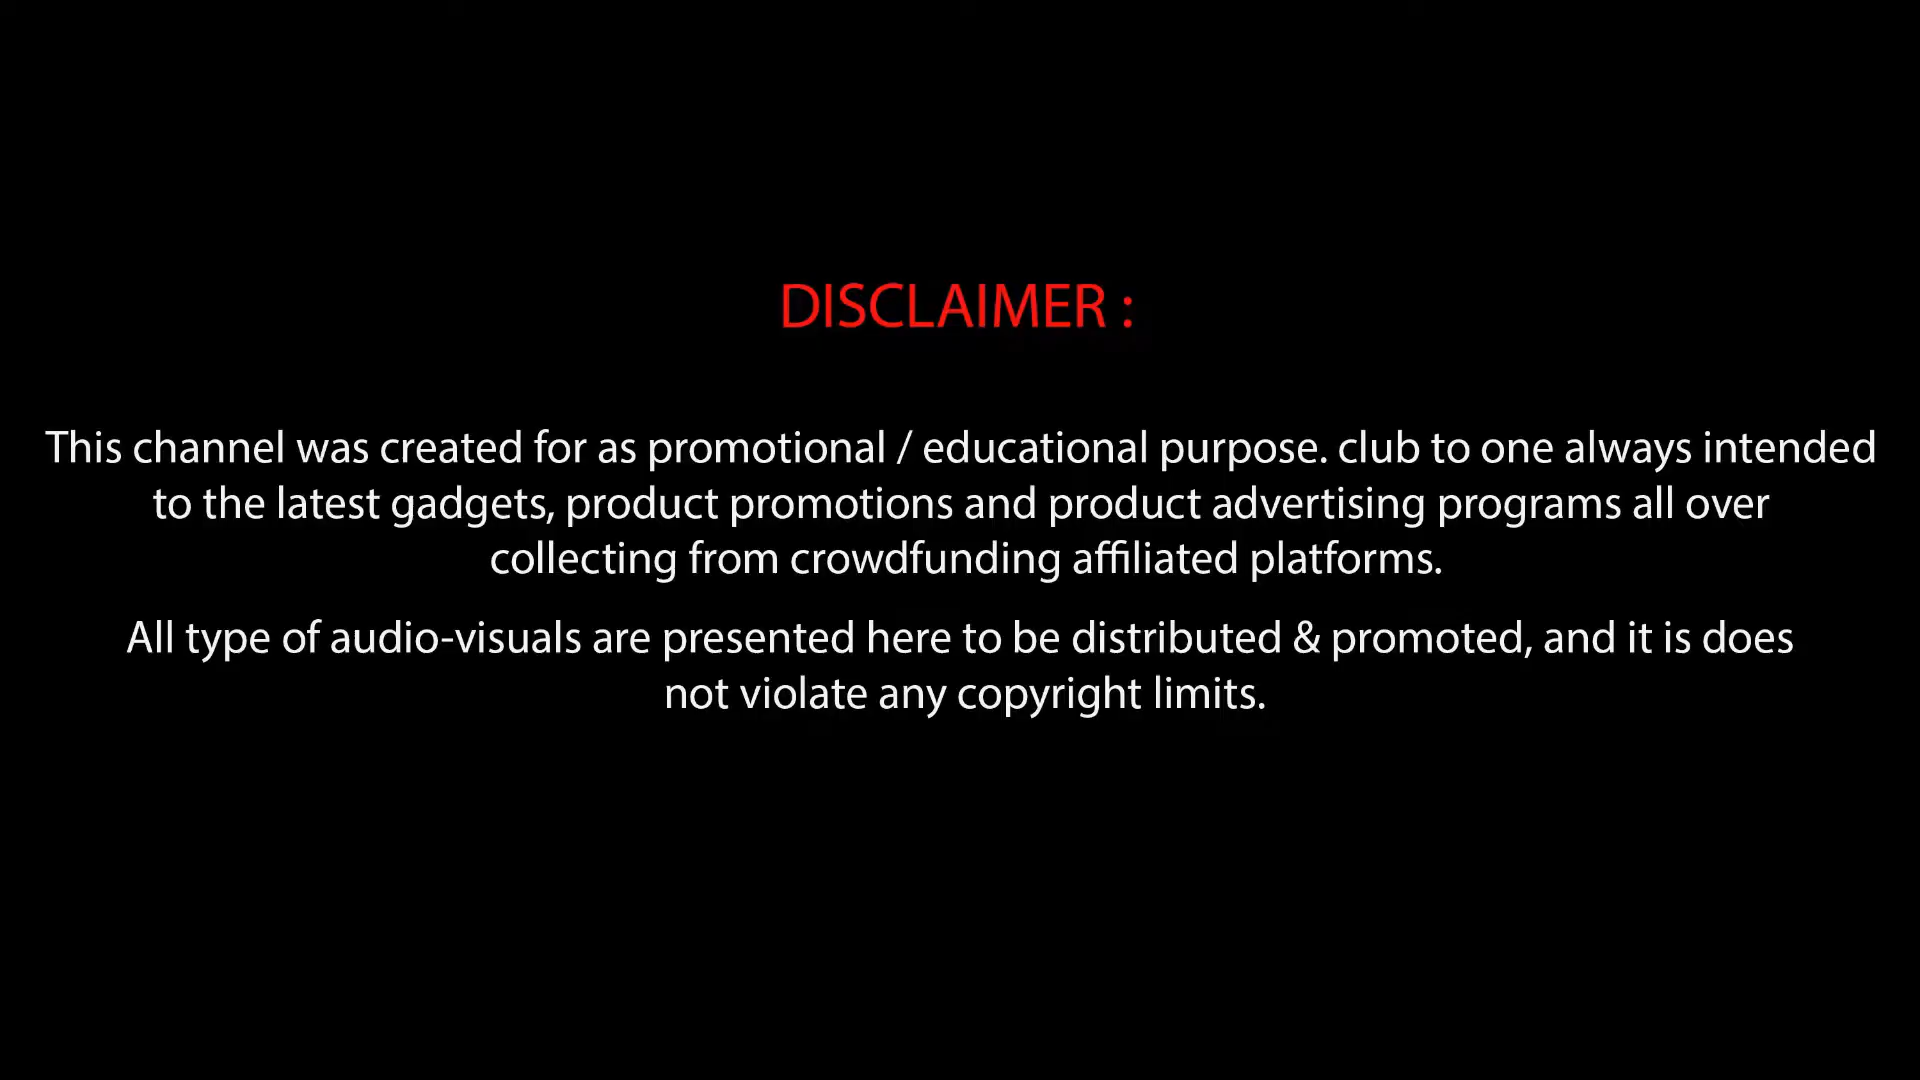 DISCLAIMER :
This channel was created for as promotional / educational purpose. club to one always intended
to the latest gadgets, product promotions and product advertising programs all over
collecting from crowdfunding affiliated platforms.
All type of audio-visuals are presented here to be distributed & promoted, and it is does
not violate any copyright limits.